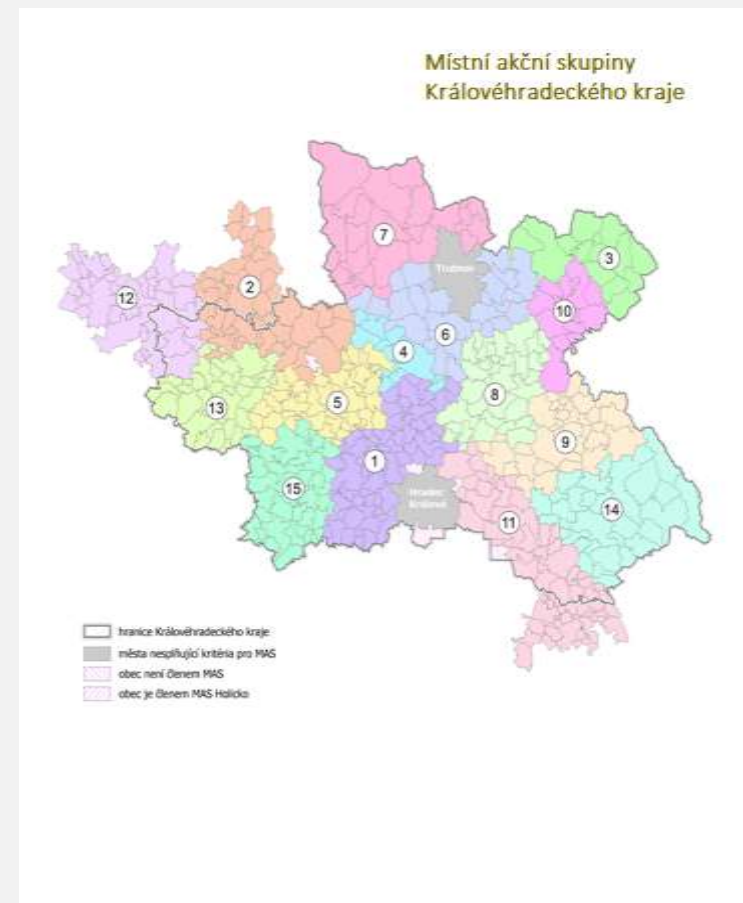 Místní akční skupiny
Královéhradeckého kraje
7
3
12
2
Trutnov
10
6
4
5
13
8
9
1
15
Hradec
Králové
11
14
hranice Královéhradeckého kraje
města nesplňující kritéria pro MAS
obec není členem MAS
obec je členem MAS Holicko